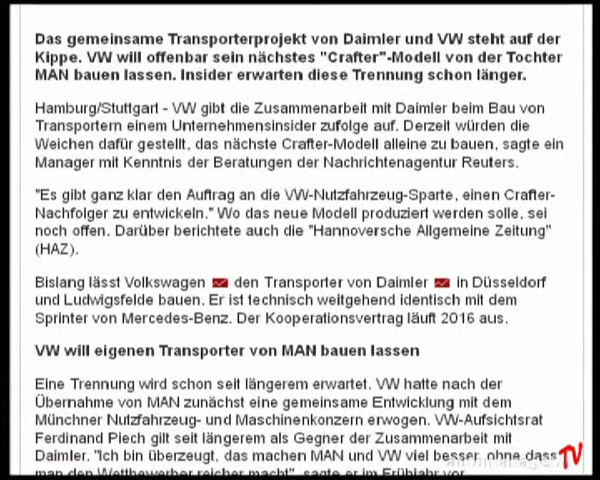 Das gemeinsame Transporterprojekt von Daimler und VW steht auf der
Kippe. VW will offenbar sein nächstes "Crafter"-Modell von der Tochter
MAN bauen lassen. Insider erwarten diese Trennung schon länger.
Hamburg/Stuttgart - VW gibt die Zusammenarbeit mit Daimler beim Bau von
Transportern einem Unternehmensinsider zufolge auf. Derzeit würden die
Weichen dafür gestellt, das nächste Crafter-Modell alleine zu bauen, sagte ein
Manager mit Kenntnis der Beratungen der Nachrichtenagentur Reuters.
"Es gibt ganz klar den Auftrag an die VW-Nutzfahrzeug-Sparte, einen Crafter-
Nachfolger zu entwickeln." Wo das neue Modell produziert werden solle, sei
noch offen. Darüber berichtete auch die "Hannoversche Allgemeine Zeitung"
(HAZ).
Bislang lässt Volkswagen den Transporter von Daimler in Düsseldorf
und Ludwigsfelde bauen. Er ist technisch weitgehend identisch mit dem
Sprinter von Mercedes-Benz. Der Kooperationsvertrag läuft 2016 aus.
VW will eigenen Transporter von MAN bauen lassen
Eine Trennung wird schon seit längerem erwartet. VW hatte nach der
Übernahme von MAN zunächst eine gemeinsame Entwicklung mit dem
Münchner Nutzfahrzeug- und Maschinenkonzern erwogen. VW-Aufsichtsrat
Ferdinand Piech gilt seit längerem als Gegner der Zusammenarbeit mit
Daimler. "Ich bin überzeugt, das machen MAN und VW viel besser, ohne dass
man den Wettbewerber reicher macht", sagte er im Frühjahr vor
TV